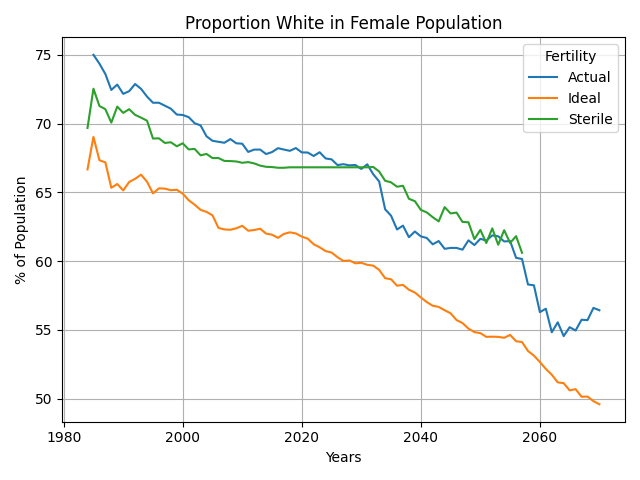 Proportion White in Female Population
% of Population
75
70
65
60
55
50
1980
2000
2020
2040
2060
Years
Fertility
Actual
Ideal
Sterile